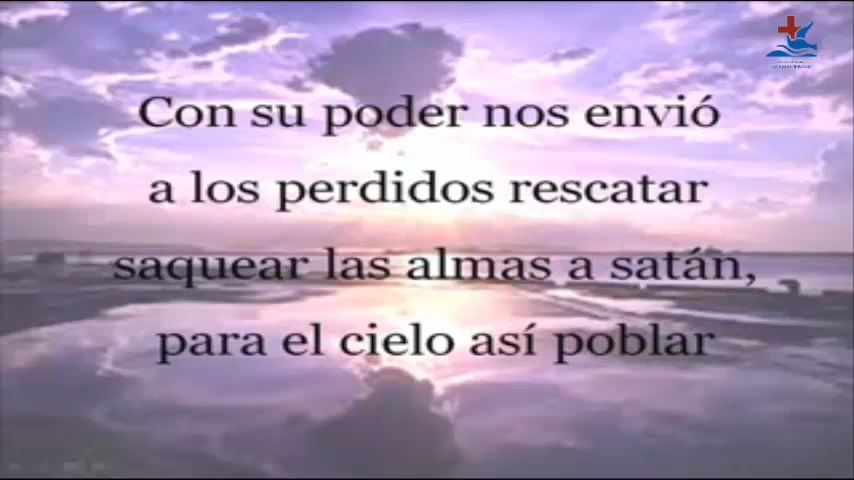 Con su poder nos envió
a los perdidos rescatar
saquear las almas a satán,
para el cielo así poblar